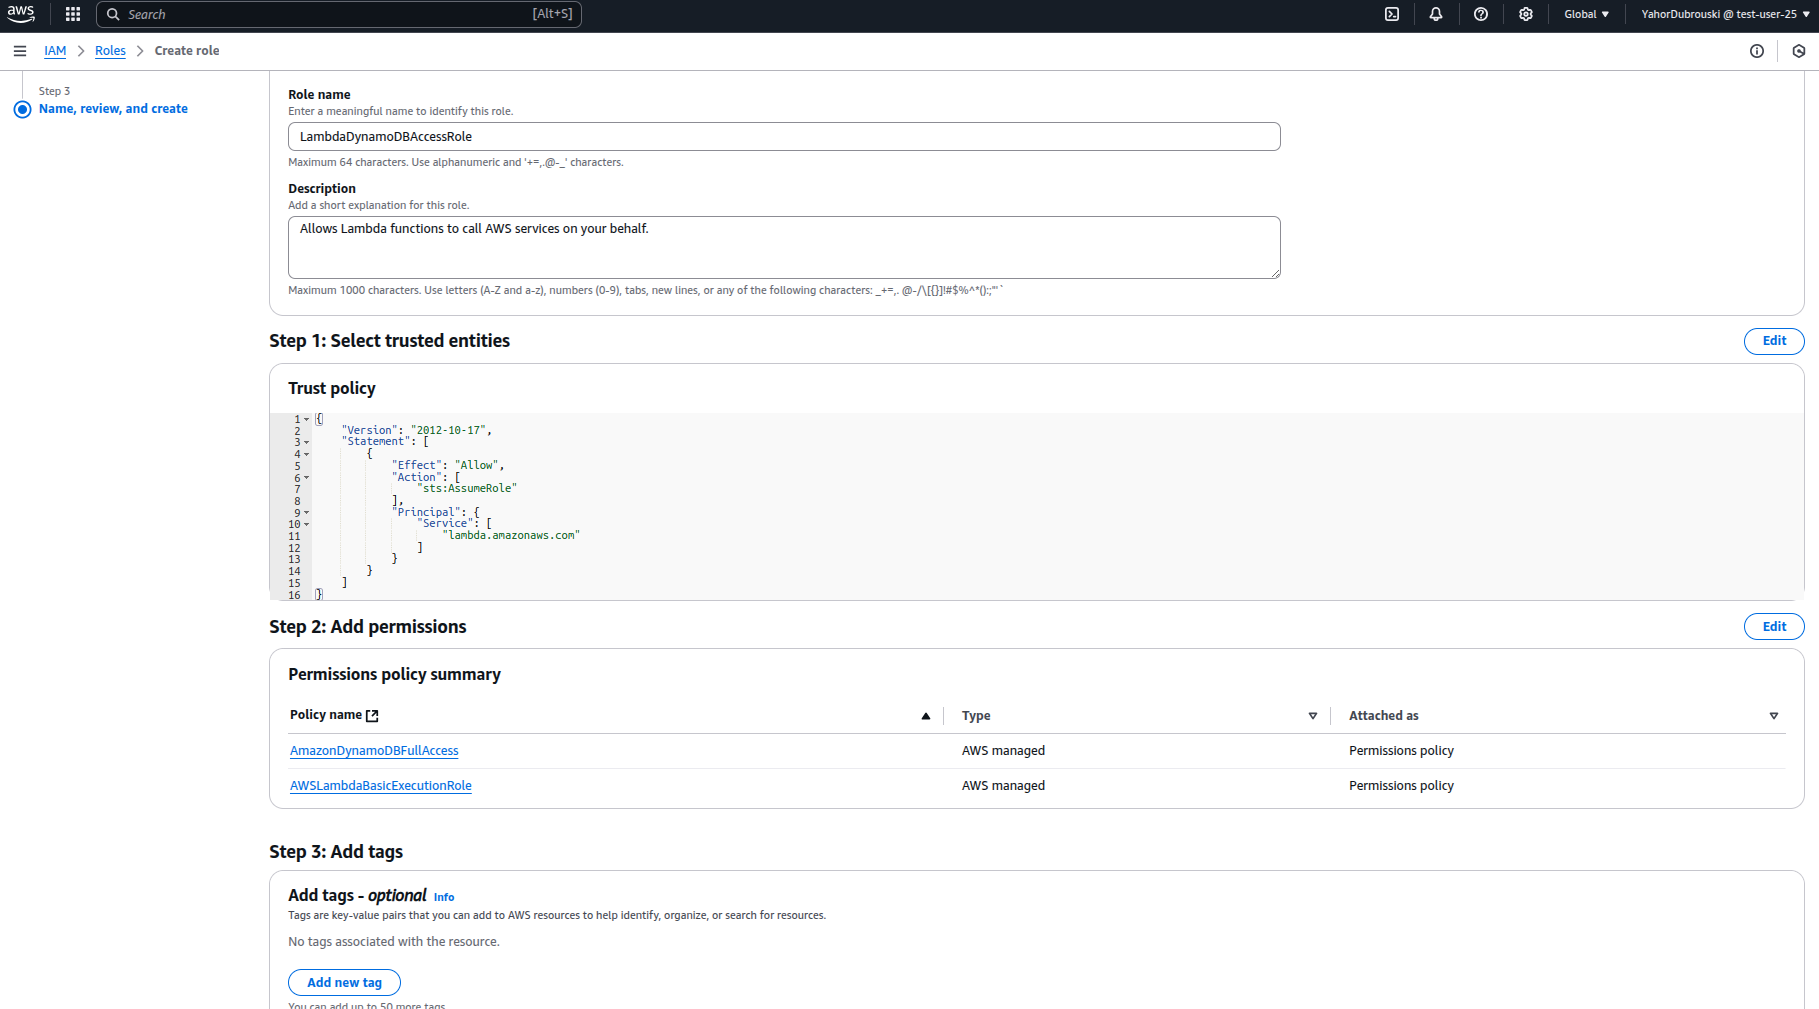 aws
Search [Alt+S]
Global YahorDubrouski @ test-user-25
IAM Roles Create role
Step 3
Name, review, and create
Role name
Enter a meaningful name to identify this role.
LambdaDynamoDBAccessRole
Maximum 64 characters. Use alphanumeric and '+=,.@-_' characters.
Description
Add a short explanation for this role.
Allows Lambda functions to call AWS services on your behalf.
Maximum 1000 characters. Use letters (A-Z and a-z), numbers (0-9), tabs, new lines, or any of the following characters: _+=,. @-/\[{}]!#$%^*();:"'`
Step 1: Select trusted entities
Edit
Trust policy
1 {
2 "Version": "2012-10-17",
3 "Statement": [
4 {
5 "Effect": "Allow",
6 "Action": [
7 "sts:AssumeRole"
8 ],
9 "Principal": {
10 "Service": [
11 "lambda.amazonaws.com"
12 ]
13 }
14 }
15 ]
16 }
Step 2: Add permissions
Edit
Permissions policy summary
Policy name Type Attached as
AmazonDynamoDBFullAccess AWS managed Permissions policy
AWSLambdaBasicExecutionRole AWS managed Permissions policy
Step 3: Add tags
Add tags - optional Info
Tags are key-value pairs that you can add to AWS resources to help identify, organize, or search for resources.
No tags associated with the resource.
Add new tag
You can add up to 50 more tags.